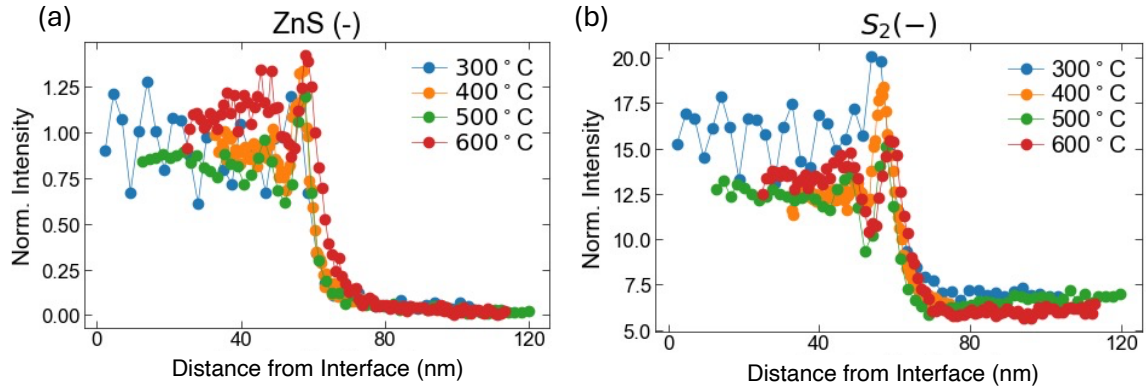 (a)
ZnS (-)
Norm. Intensity
1.25
1.00
0.75
0.50
0.25
0.00
300 ° C
400 ° C
500 ° C
600 ° C
0 40 80 120
Distance from Interface (nm)
(b)
S₂(−)
Norm. Intensity
20.0
17.5
15.0
12.5
10.0
7.5
5.0
300 ° C
400 ° C
500 ° C
600 ° C
0 40 80 120
Distance from Interface (nm)